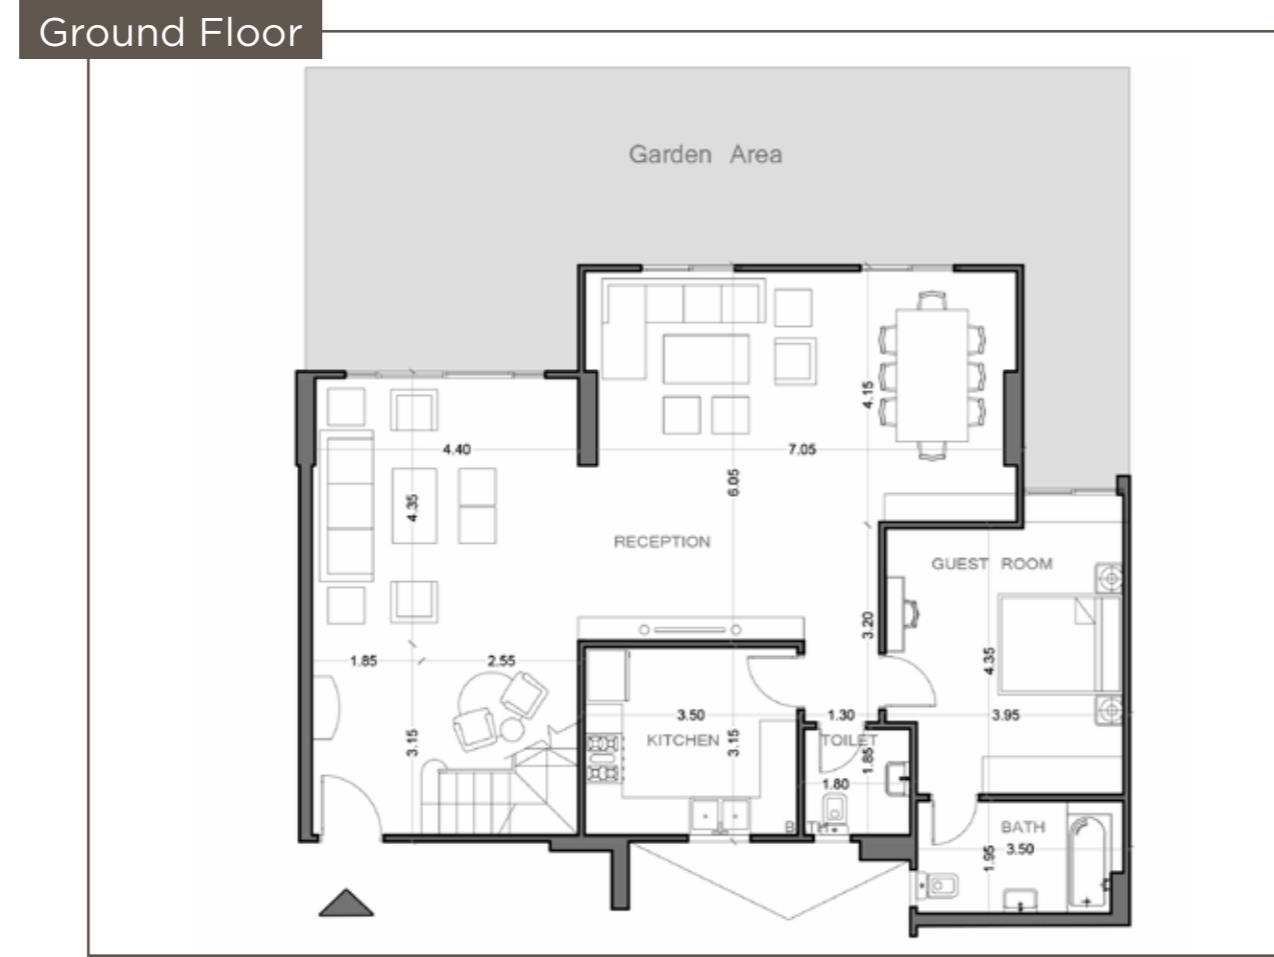 Ground Floor
Garden Area
4.15
4.40
7.05
6.05
4.35
RECEPTION
GUEST ROOM
3.20
1.85
2.55
4.35
3.50
1.30
3.95
KITCHEN
3.15
3.15
TOILET
1.85
1.80
BATH
BATH
3.50
1.95